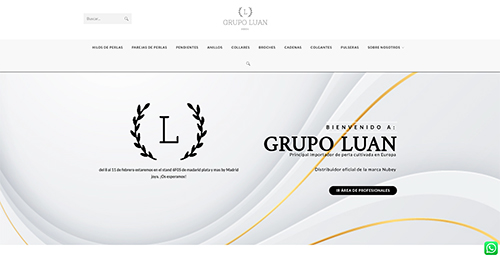 Buscar...
L
GRUPO LUAN
HILOS DE PERLAS PAREJAS DE PERLAS PENDIENTES ANILLOS COLLARES BROCHES CADENAS COLGANTES PULSERAS SOBRE NOSOTROS
L
del 8 al 11 de febrero estaremos en el stand 6F05 de madorid plata y mas by Madrid
joya. ¡Os esperamos!
BIENVENIDO A:
GRUPO LUAN
Principal importador de perla cultivada en Europa
Distribuidor oficial de la marca Nubey
IR ÁREA DE PROFESIONALES